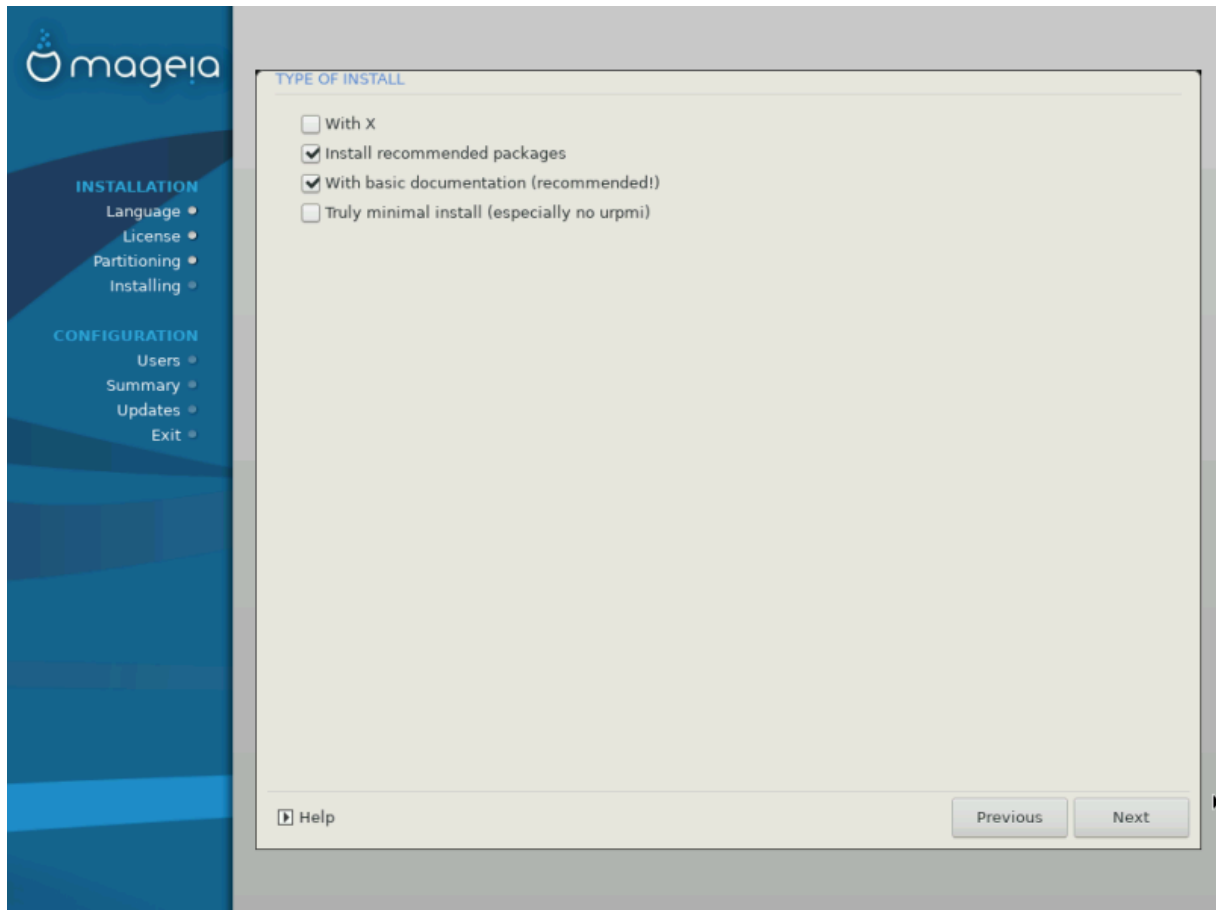 mageia
INSTALLATION
Language
License
Partitioning
Installing
CONFIGURATION
Users
Summary
Updates
Exit
TYPE OF INSTALL
With X
Install recommended packages
With basic documentation (recommended!)
Truly minimal install (especially no urpmi)
Help
Previous
Next